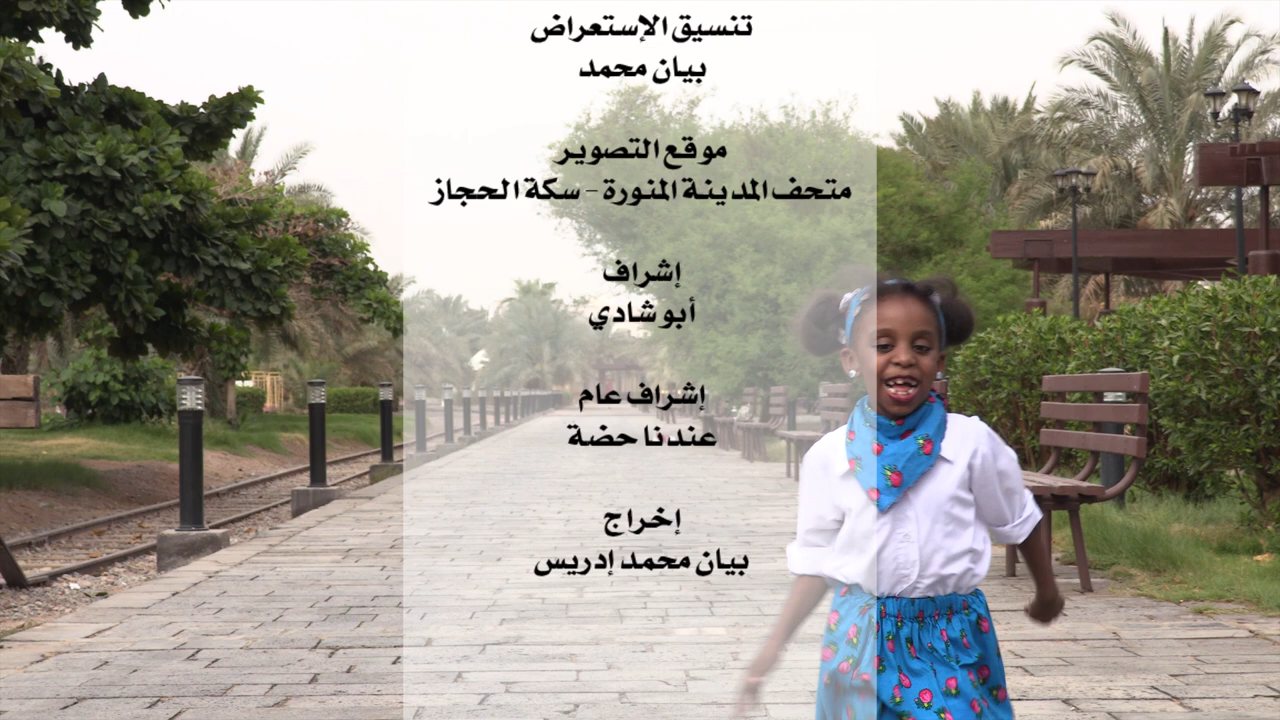 تنسيق الإستعراض
بيان محمد
موقع التصوير
متحف المدينة المنورة - سكة الحجاز
إشراف
أبو شادي
إشراف عام
عندنا حضة
إخراج
بيان محمد إدريس